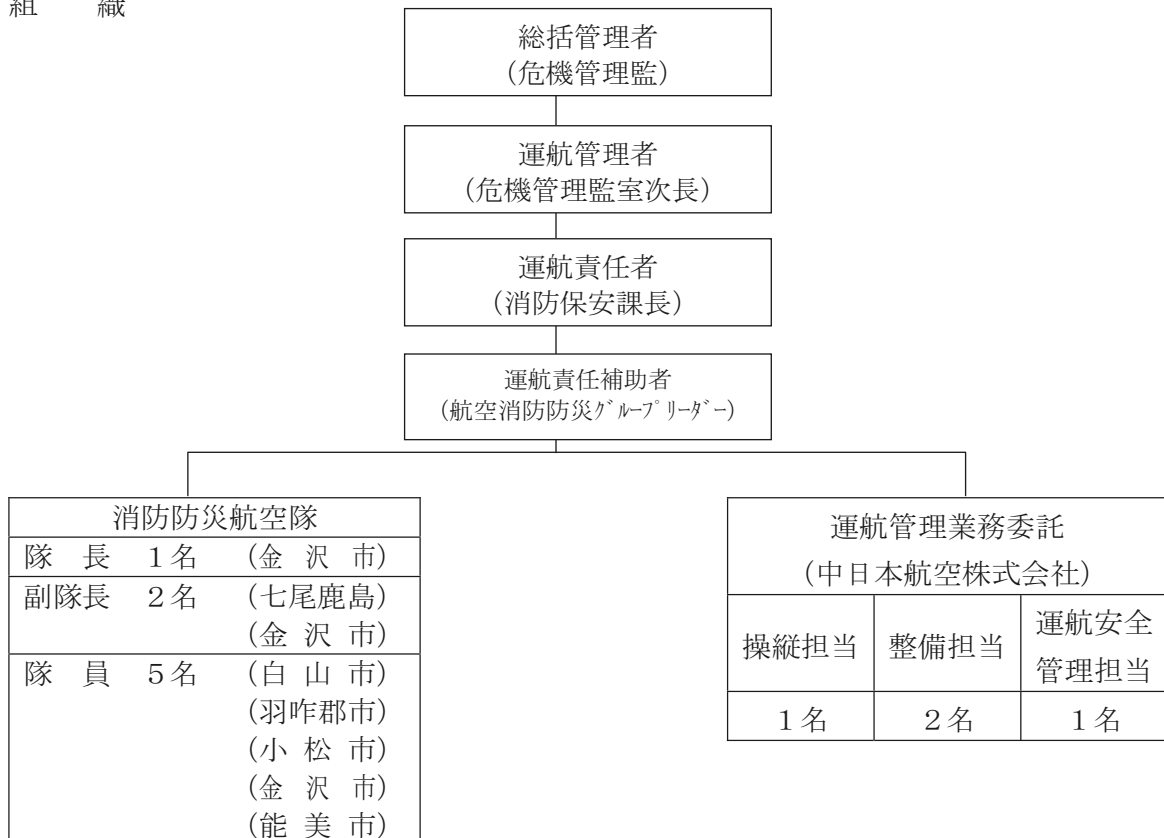 組　　織
総括管理者
（危機管理監）
運航管理者
（危機管理監室次長）
運航責任者
（消防保安課長）
運航責任補助者
（航空消防防災ｸﾞﾙｰﾌﾟﾘｰﾀﾞｰ）
消防防災航空隊
隊　長　１名　（金　沢　市）
副隊長　２名　（七尾鹿島）
（金　沢　市）
隊　員　５名　（白　山　市）
（羽咋郡市）
（小　松　市）
（金　沢　市）
（能　美　市）
運航管理業務委託
（中日本航空株式会社）
操縦担当　整備担当　運航安全
管理担当
１名　２名　１名